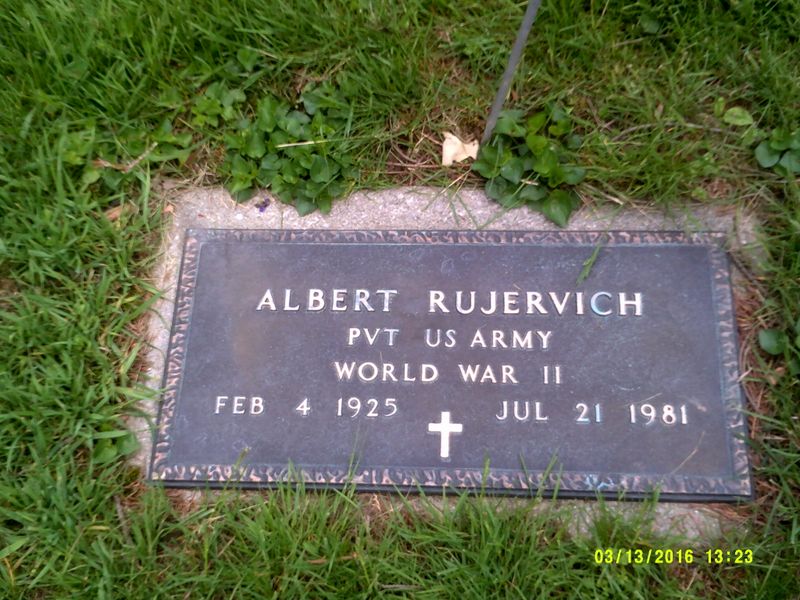 ALBERT RUJERVICH
PVT US ARMY
WORLD WAR II
FEB 4 1925 JUL 21 1981
03/13/2016 13:23